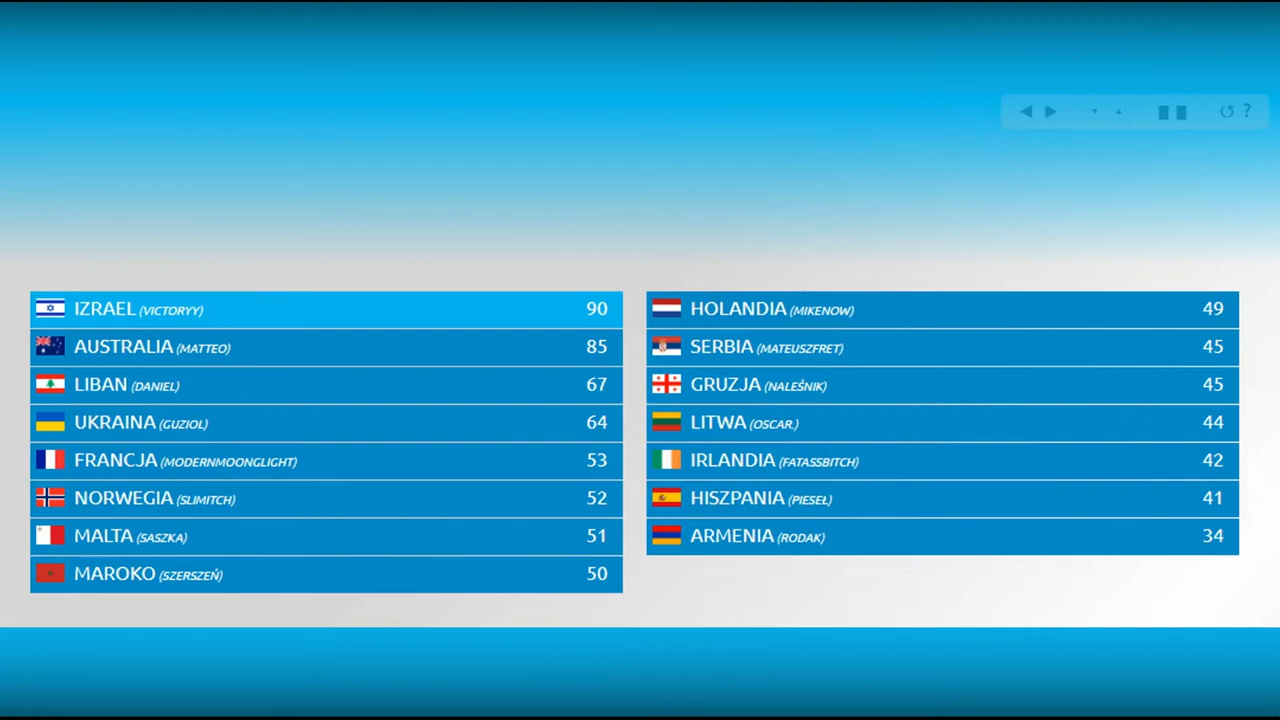 IZRAEL (VICTORYY) 90
AUSTRALIA (MATTEO) 85
LIBAN (DANIEL) 67
UKRAINA (GUZIOL) 64
FRANCJA (MODERNMOONGLIGHT) 53
NORWEGIA (SLIMITCH) 52
MALTA (SASZKA) 51
MAROKO (SZERSZEŃ) 50
HOLANDIA (MIKENOW) 49
SERBIA (MATEUSZFRET) 45
GRUZJA (NALEŚNIK) 45
LITWA (OSCAR.) 44
IRLANDIA (FATASSBITCH) 42
HISZPANIA (PIESEŁ) 41
ARMENIA (RODAK) 34